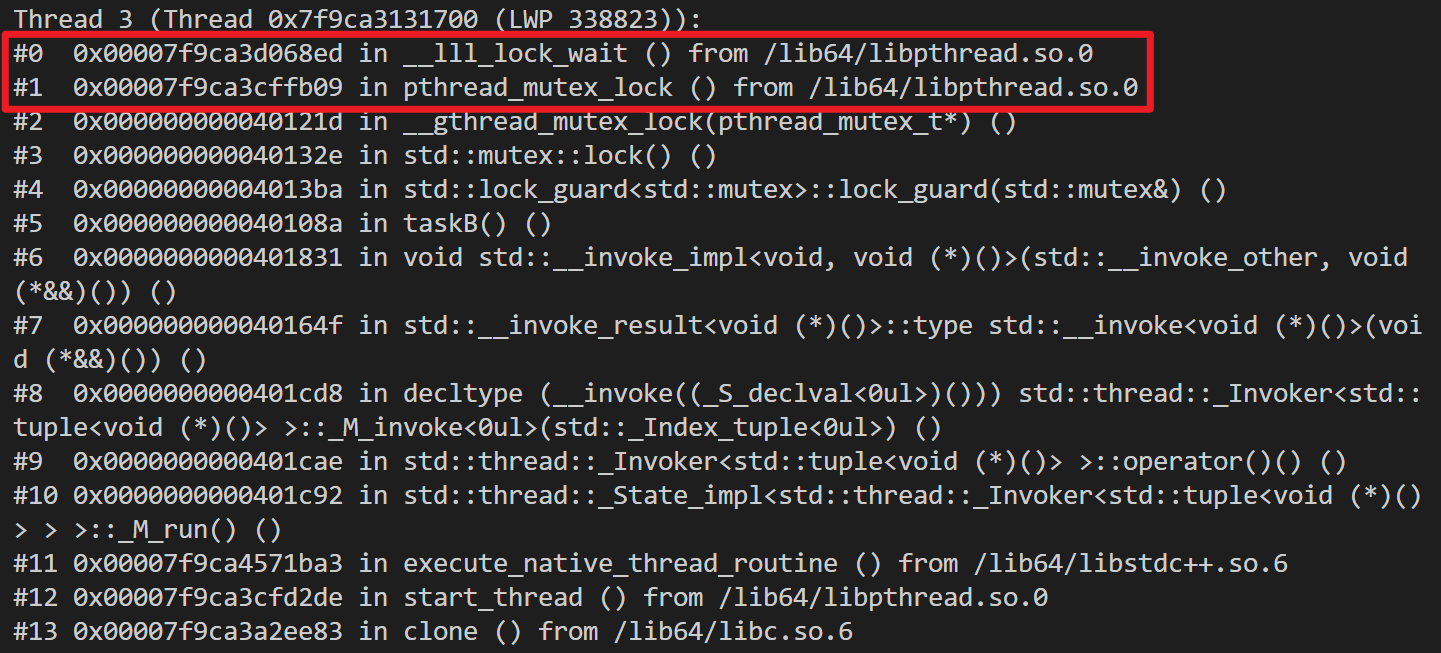 Thread 3 (Thread 0x7f9ca3131700 (LWP 338823)):
#0  0x00007f9ca3d068ed in __lll_lock_wait () from /lib64/libpthread.so.0
#1  0x00007f9ca3cffb09 in pthread_mutex_lock () from /lib64/libpthread.so.0
#2  0x000000000040121d in __gthread_mutex_lock(pthread_mutex_t*) ()
#3  0x000000000040132e in std::mutex::lock() ()
#4  0x00000000004013ba in std::lock_guard<std::mutex>::lock_guard(std::mutex&) ()
#5  0x000000000040108a in taskB() ()
#6  0x0000000000401831 in void std::__invoke_impl<void, void (*)()>(std::__invoke_other, void
(*&&)()) ()
#7  0x000000000040164f in std::__invoke_result<void (*)()>::type std::__invoke<void (*)()>(voi
d (*&&)()) ()
#8  0x0000000000401cd8 in decltype (__invoke((_S_declval<0ul>)())) std::thread::_Invoker<std::
tuple<void (*)()> >::_M_invoke<0ul>(std::_Index_tuple<0ul>) ()
#9  0x0000000000401cae in std::thread::_Invoker<std::tuple<void (*)()> >::operator()() ()
#10 0x0000000000401c92 in std::thread::_State_impl<std::thread::_Invoker<std::tuple<void (*)()
> > >::_M_run() ()
#11 0x00007f9ca4571ba3 in execute_native_thread_routine () from /lib64/libstdc++.so.6
#12 0x00007f9ca3cfd2de in start_thread () from /lib64/libpthread.so.0
#13 0x00007f9ca3a2ee83 in clone () from /lib64/libc.so.6